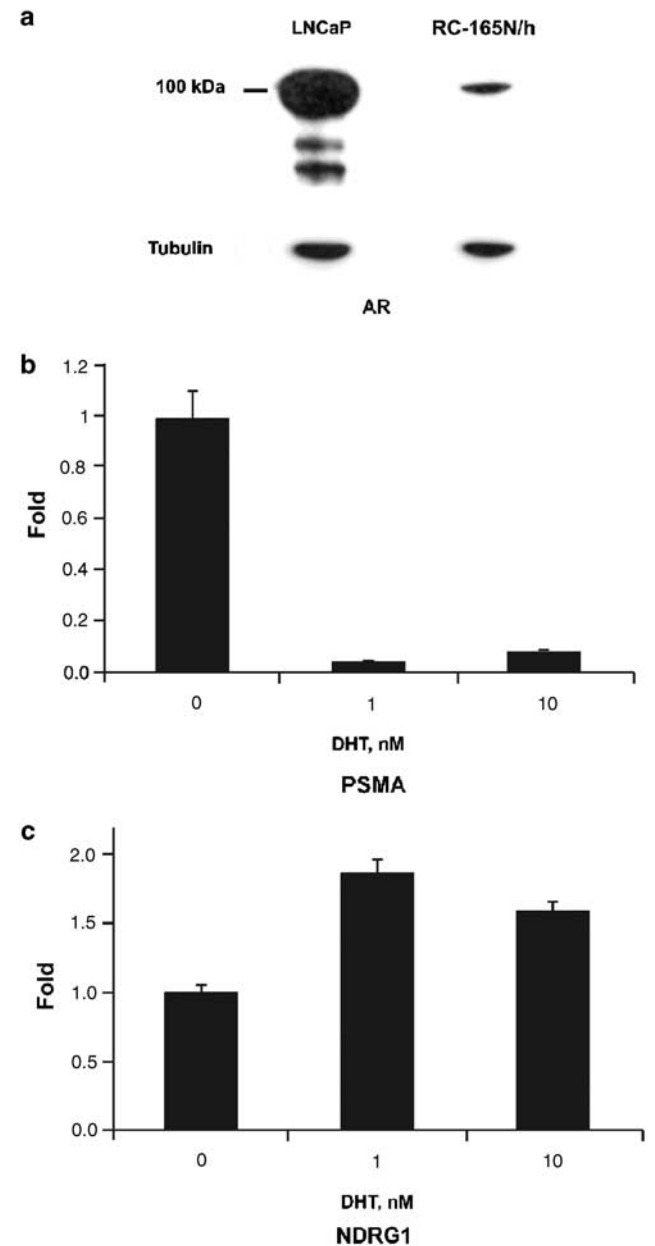 a
LNCaP RC-165N/h
100 kDa
Tubulin
AR
b
1.2
1
0.8
0.6
0.4
0.2
0.0
Fold
0 1 10
DHT, nM
PSMA
c
2.0
1.5
1.0
0.5
0.0
Fold
0 1 10
DHT, nM
NDRG1